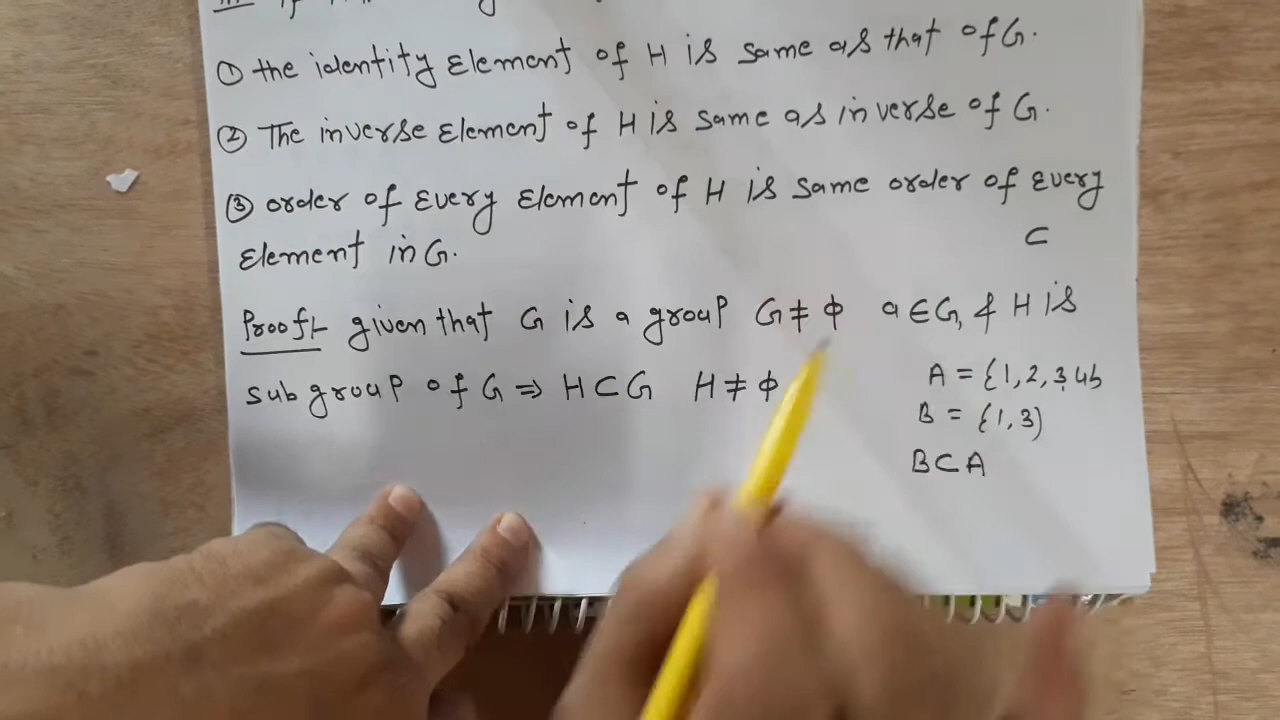 ① the identity Element of H is same as that of G.
② The inverse Element of H is same as inverse of G.
③ order of Every Element of H is same order of Every
Element in G.
⊂
Proof:- given that G is a group G ≠ ϕ a ∈ G, & H is
subgroup of G ⇒ H ⊂ G H ≠ ϕ
A = {1, 2, 3, 4}
B = {1, 3}
B ⊂ A